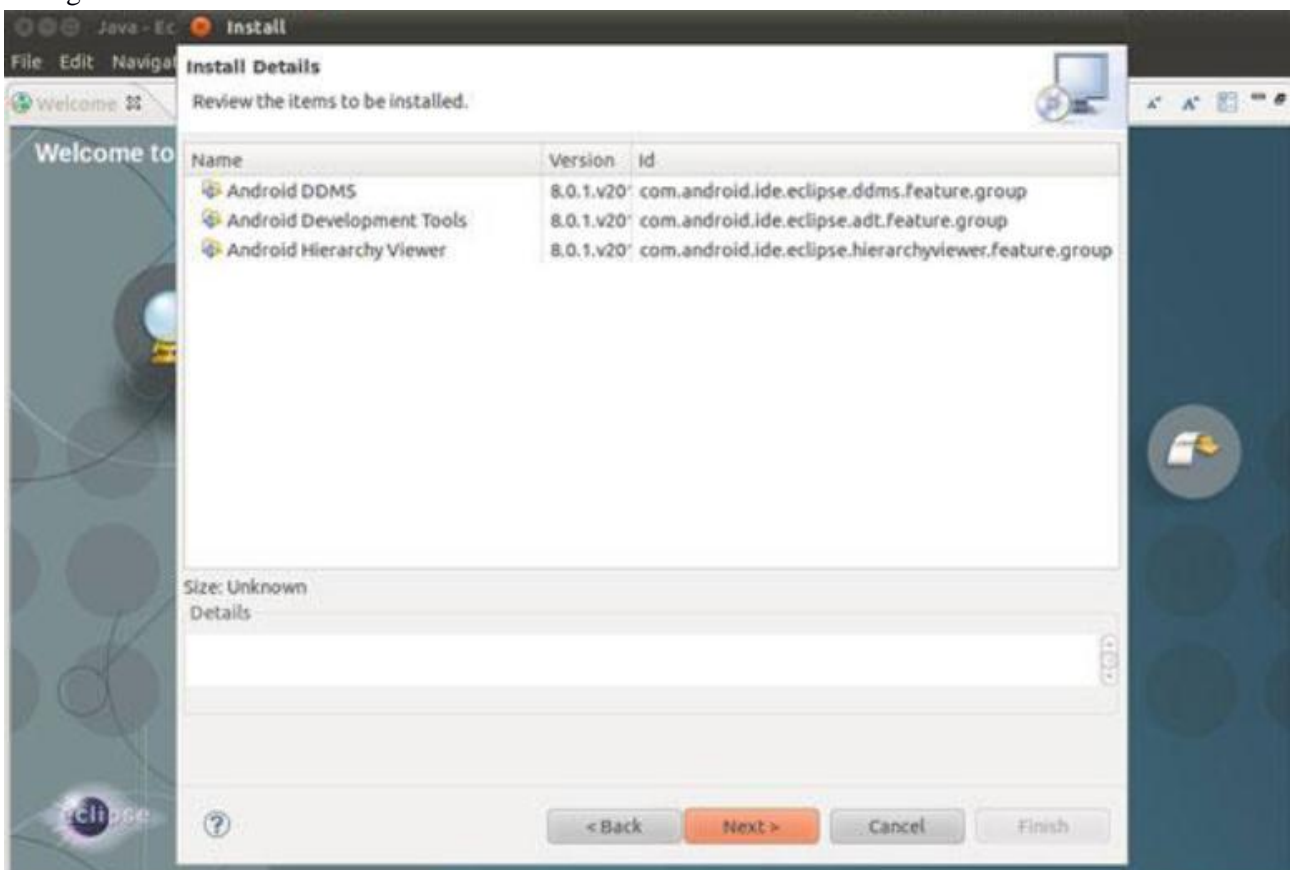 Java - Ec Install
File Edit Navigat
Install Details
Welcome
Review the items to be installed.
Welcome to
Name Version Id
Android DDMS 8.0.1.v20 com.android.ide.eclipse.ddms.feature.group
Android Development Tools 8.0.1.v20 com.android.ide.eclipse.adt.feature.group
Android Hierarchy Viewer 8.0.1.v20 com.android.ide.eclipse.hierarchyviewer.feature.group
Size: Unknown
Details
eclipse
< Back Next > Cancel Finish